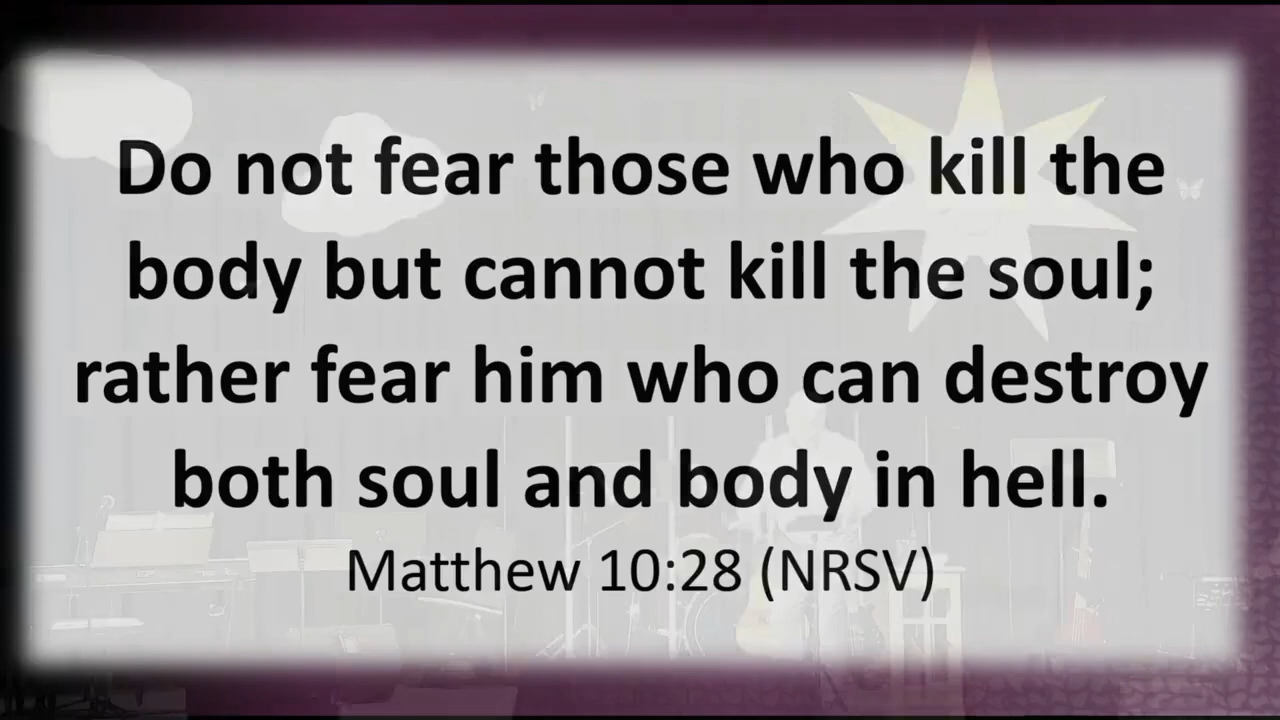 Do not fear those who kill the
body but cannot kill the soul;
rather fear him who can destroy
both soul and body in hell.
Matthew 10:28 (NRSV)